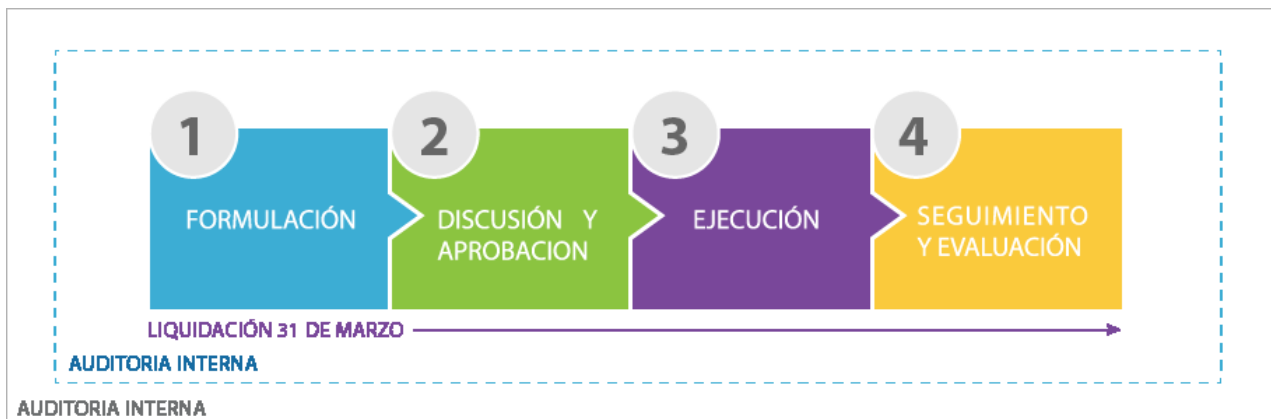 1
2
3
4
FORMULACIÓN
DISCUSIÓN Y
APROBACION
EJECUCIÓN
SEGUIMIENTO
Y EVALUACIÓN
LIQUIDACIÓN 31 DE MARZO
AUDITORIA INTERNA
AUDITORIA INTERNA